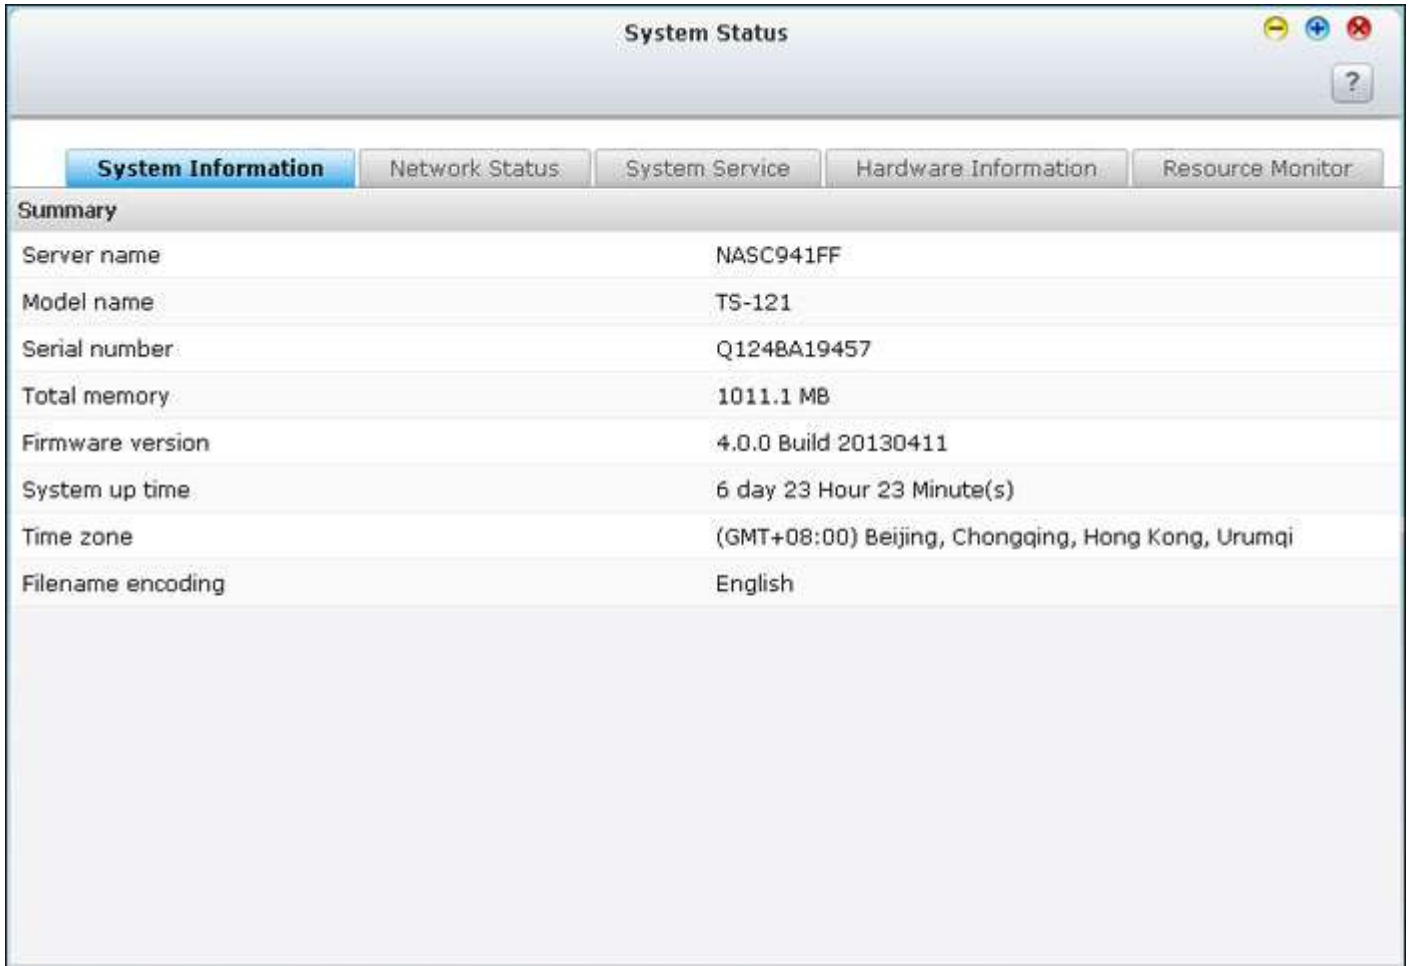 System Status
?
System Information Network Status System Service Hardware Information Resource Monitor
Summary
Server name NASC941FF
Model name TS-121
Serial number Q124BA19457
Total memory 1011.1 MB
Firmware version 4.0.0 Build 20130411
System up time 6 day 23 Hour 23 Minute(s)
Time zone (GMT+08:00) Beijing, Chongqing, Hong Kong, Urumqi
Filename encoding English